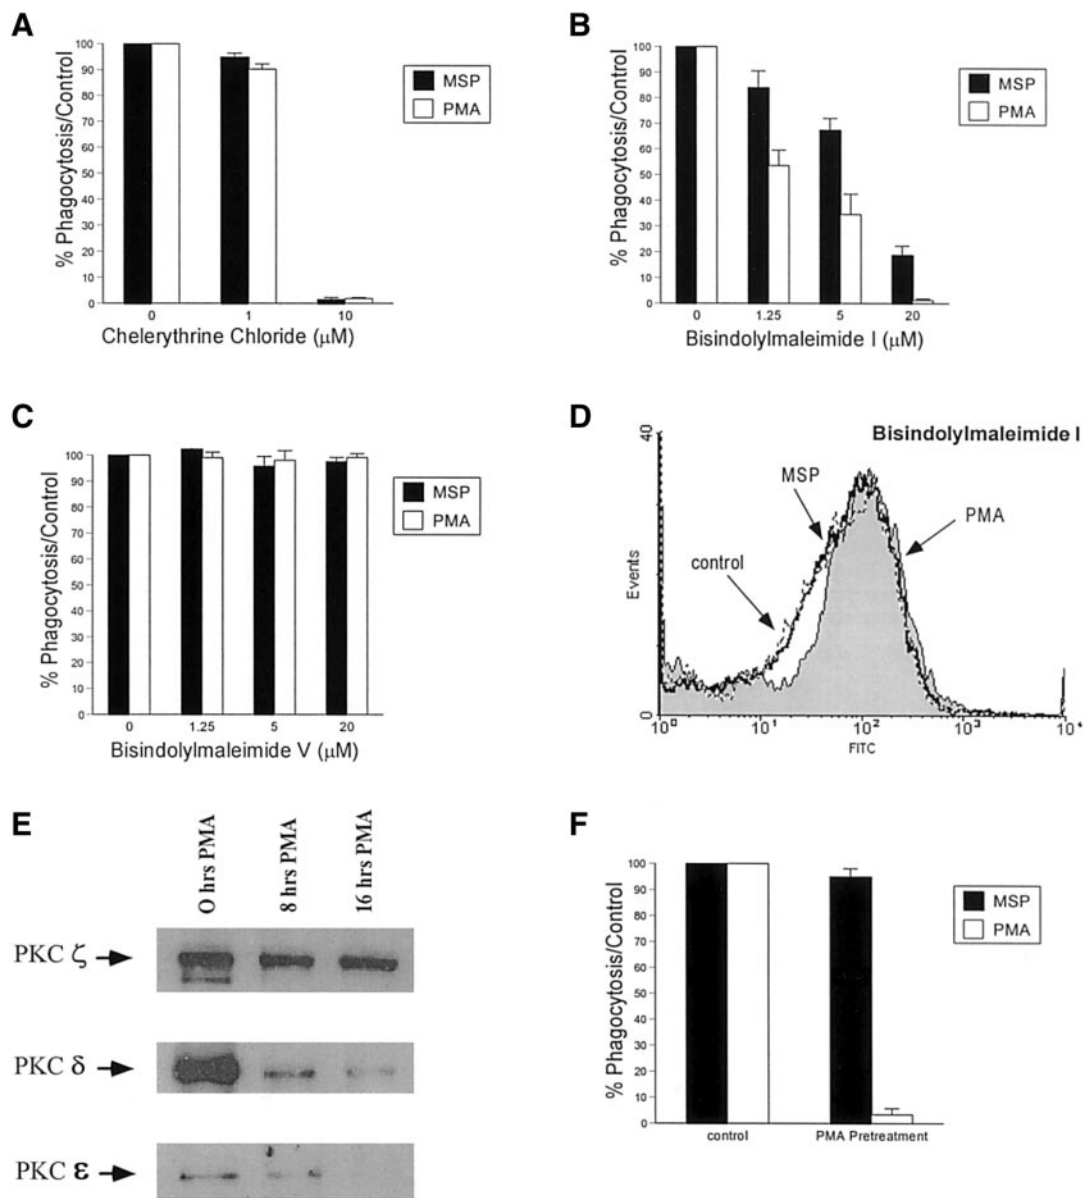 A
% Phagocytosis/Control
100
90
80
70
60
50
40
30
20
10
0
0 1 10
Chelerythrine Chloride (μM)
MSP
PMA
B
% Phagocytosis/Control
100
90
80
70
60
50
40
30
20
10
0
0 1.25 5 20
Bisindolylmaleimide I (μM)
MSP
PMA
C
% Phagocytosis/Control
100
90
80
70
60
50
40
30
20
10
0
0 1.25 5 20
Bisindolylmaleimide V (μM)
MSP
PMA
D
Bisindolylmaleimide I
40
Events
0
MSP
PMA
control
10⁰ 10¹ 10² 10³ 10⁴
FITC
E
O hrs PMA
8 hrs PMA
16 hrs PMA
PKC ζ
PKC δ
PKC ε
F
% Phagocytosis/Control
100
90
80
70
60
50
40
30
20
10
0
control PMA Pretreatment
MSP
PMA